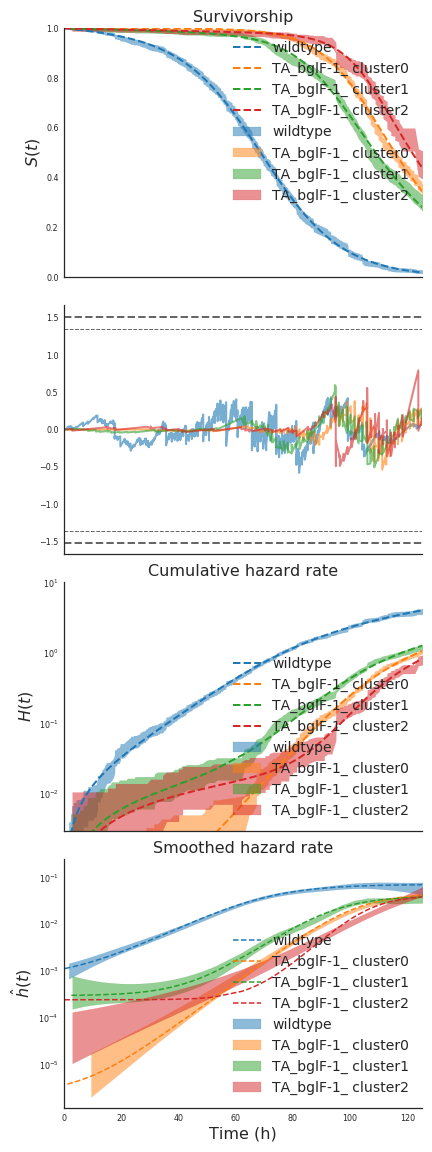 Survivorship
1.0
0.8
0.6
0.4
0.2
0.0
S(t)
wildtype
TA_bglF-1_ cluster0
TA_bglF-1_ cluster1
TA_bglF-1_ cluster2
wildtype
TA_bglF-1_ cluster0
TA_bglF-1_ cluster1
TA_bglF-1_ cluster2
1.5
1.0
0.5
0.0
−0.5
−1.0
−1.5
Cumulative hazard rate
10¹
10⁰
10⁻¹
10⁻²
H(t)
wildtype
TA_bglF-1_ cluster0
TA_bglF-1_ cluster1
TA_bglF-1_ cluster2
wildtype
TA_bglF-1_ cluster0
TA_bglF-1_ cluster1
TA_bglF-1_ cluster2
Smoothed hazard rate
10⁻¹
10⁻²
10⁻³
10⁻⁴
10⁻⁵
ĥ(t)
wildtype
TA_bglF-1_ cluster0
TA_bglF-1_ cluster1
TA_bglF-1_ cluster2
wildtype
TA_bglF-1_ cluster0
TA_bglF-1_ cluster1
TA_bglF-1_ cluster2
0 20 40 60 80 100 120
Time (h)